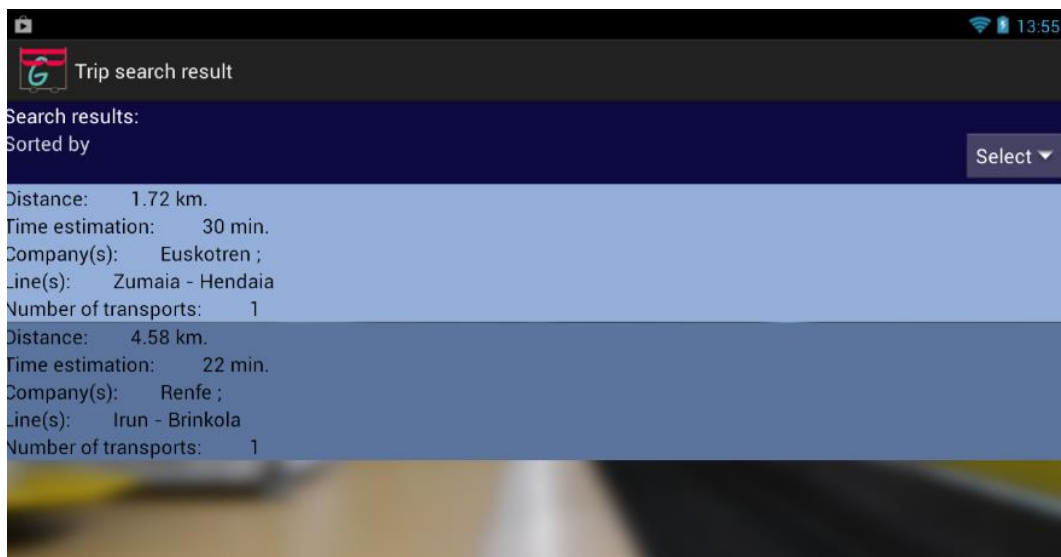 13:55
G Trip search result
Search results:
Sorted by
Select
Distance: 1.72 km.
Time estimation: 30 min.
Company(s): Euskotren ;
Line(s): Zumaia - Hendaia
Number of transports: 1
Distance: 4.58 km.
Time estimation: 22 min.
Company(s): Renfe ;
Line(s): Irun - Brinkola
Number of transports: 1